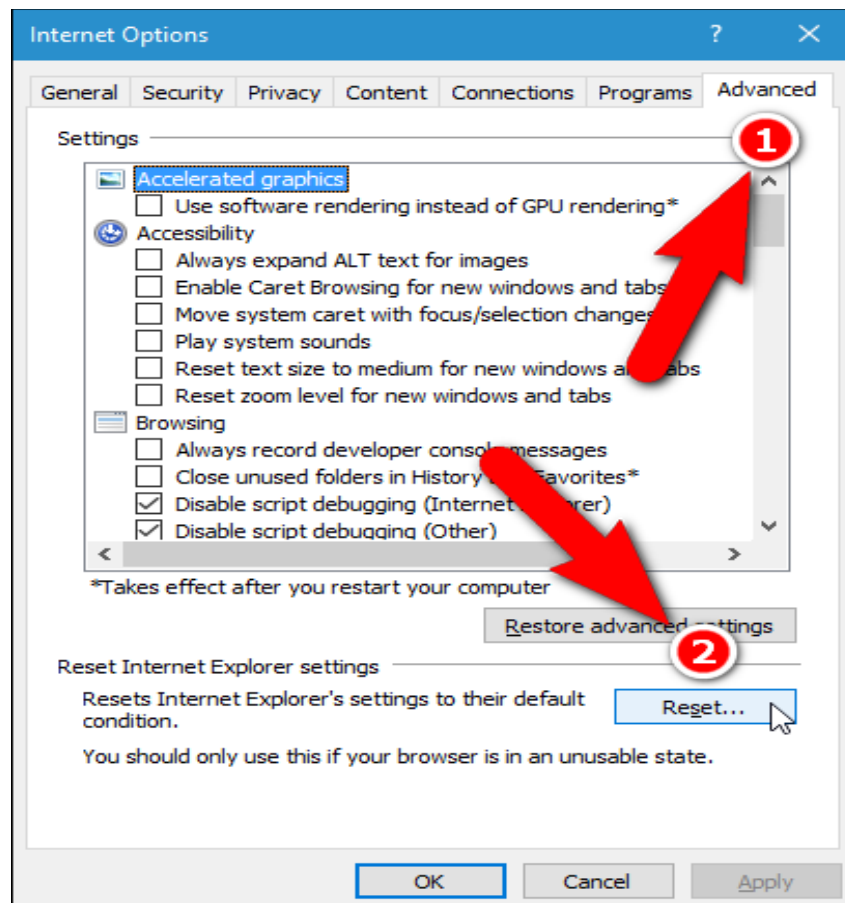 Internet Options
General Security Privacy Content Connections Programs Advanced
Settings
1
Accelerated graphics
Use software rendering instead of GPU rendering*
Accessibility
Always expand ALT text for images
Enable Caret Browsing for new windows and tabs
Move system caret with focus/selection changes
Play system sounds
Reset text size to medium for new windows and tabs
Reset zoom level for new windows and tabs
Browsing
Always record developer console messages
Close unused folders in History and Favorites*
Disable script debugging (Internet Explorer)
Disable script debugging (Other)
*Takes effect after you restart your computer
Restore advanced settings
2
Reset Internet Explorer settings
Resets Internet Explorer's settings to their default
condition.
Reset...
You should only use this if your browser is in an unusable state.
OK Cancel Apply